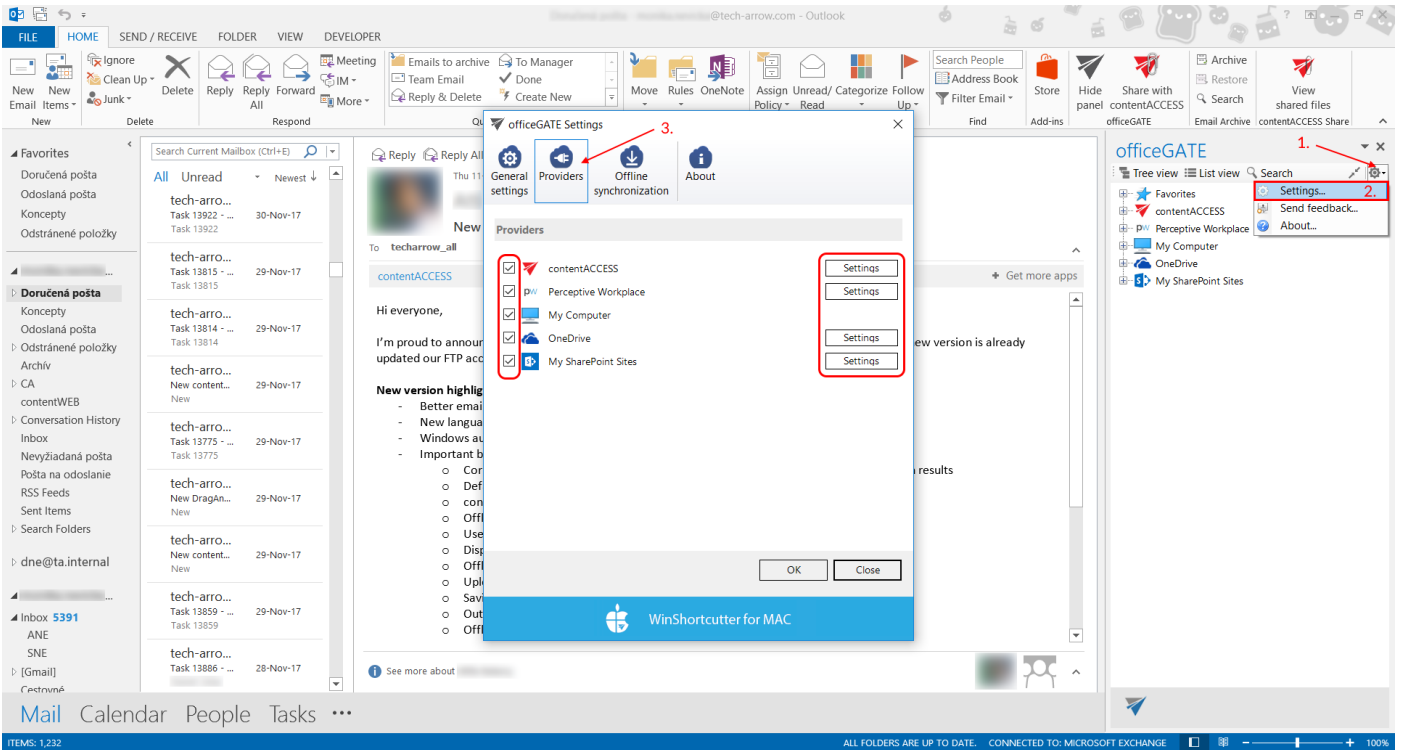 @tech-arrow.com - Outlook
FILE HOME SEND / RECEIVE FOLDER VIEW DEVELOPER
New Email
New Items
Ignore
Clean Up
Junk
Delete
Reply
Reply All
Forward
Meeting
IM
More
Emails to archive
Team Email
Reply & Delete
To Manager
Done
Create New
Move
Rules
OneNote
Assign Policy
Unread/ Read
Categorize
Follow Up
Search People
Address Book
Filter Email
Store
Hide panel
Share with contentACCESS
Archive
Restore
Search
View shared files
New Delete Respond Qu Find Add-ins officeGATE Email Archive contentACCESS Share
Favorites
Doručená pošta
Odoslaná pošta
Koncepty
Odstránené položky
...
Doručená pošta
Koncepty
Odoslaná pošta
Odstránené položky
Archív
CA
contentWEB
Conversation History
Inbox
Nevyžiadaná pošta
Pošta na odoslanie
RSS Feeds
Sent Items
Search Folders
dne@ta.internal
...
Inbox 5391
ANE
SNE
[Gmail]
Cestovné
Search Current Mailbox (Ctrl+E)
All Unread Newest ↓
tech-arro...
Task 13922 - ... 30-Nov-17
Task 13922
tech-arro...
Task 13815 - ... 29-Nov-17
Task 13815
tech-arro...
Task 13814 - ... 29-Nov-17
Task 13814
tech-arro...
New content... 29-Nov-17
New
tech-arro...
Task 13775 - ... 29-Nov-17
Task 13775
tech-arro...
New DragAn... 29-Nov-17
New
tech-arro...
New content... 29-Nov-17
New
tech-arro...
Task 13859 - ... 29-Nov-17
Task 13859
tech-arro...
Task 13886 - ... 28-Nov-17
Reply Reply All
Thu 11
New
To techarrow_all
contentACCESS + Get more apps
Hi everyone,
I'm proud to announ ew version is already
updated our FTP acc
New version highlig
- Better emai
- New langua
- Windows au
- Important b
o Cor n results
o Def
o con
o Offl
o Use
o Disp
o Offl
o Uplo
o Savi
o Out
o Offl
See more about
officeGATE Settings
3.
General settings
Providers
Offline synchronization
About
Providers
contentACCESS Settings
Perceptive Workplace Settings
My Computer
OneDrive Settings
My SharePoint Sites Settings
OK Close
WinShortcutter for MAC
officeGATE
1.
Tree view List view Search
Settings... 2.
Send feedback...
About...
Favorites
contentACCESS
Perceptive Workplace
My Computer
OneDrive
My SharePoint Sites
Mail Calendar People Tasks •••
ITEMS: 1,232 ALL FOLDERS ARE UP TO DATE. CONNECTED TO: MICROSOFT EXCHANGE 100%